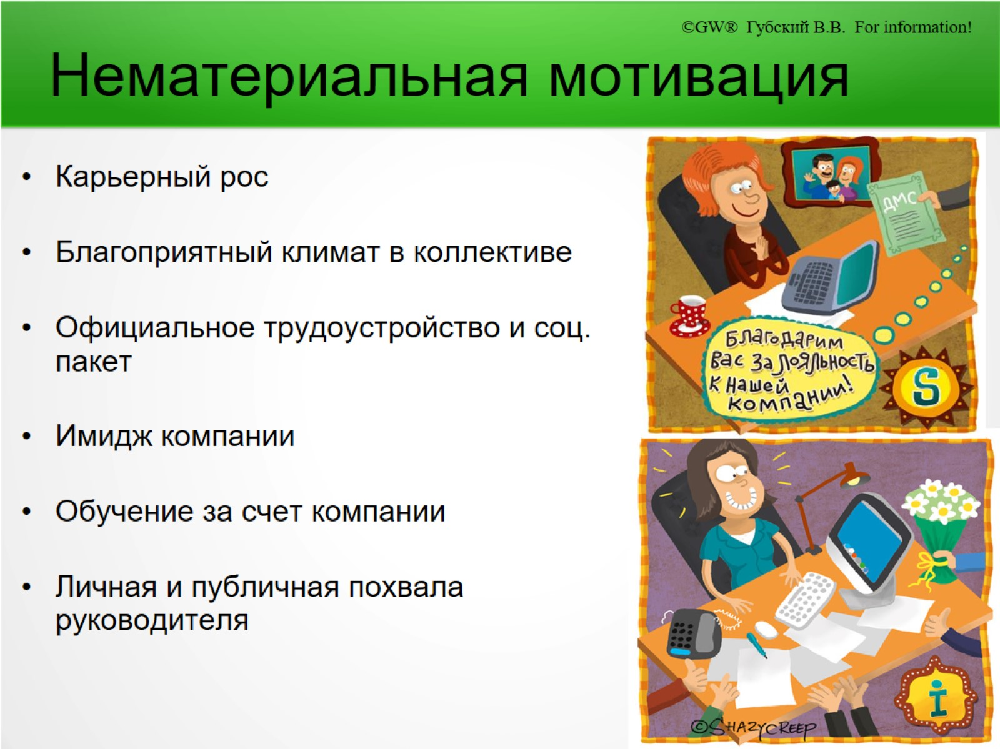 ©GW® Губский В.В. For information!
Нематериальная мотивация
• Карьерный рос
• Благоприятный климат в коллективе
• Официальное трудоустройство и соц.
пакет
• Имидж компании
• Обучение за счет компании
• Личная и публичная похвала
руководителя
ДМС
Благодарим
Вас за лояльность
к нашей
компании!
S
i
©SHAZYCREEP